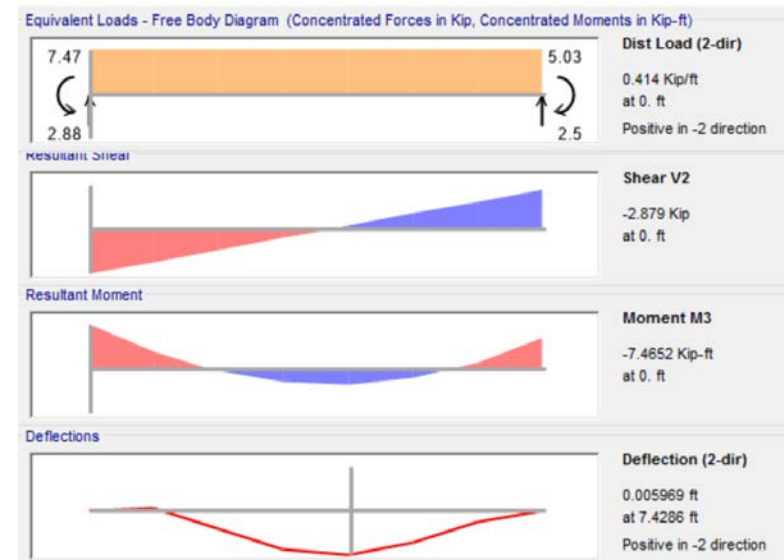 Equivalent Loads - Free Body Diagram (Concentrated Forces in Kip, Concentrated Moments in Kip-ft)
7.47
5.03
2.88
2.5
Dist Load (2-dir)
0.414 Kip/ft
at 0. ft
Positive in -2 direction
Resultant Shear
Shear V2
-2.879 Kip
at 0. ft
Resultant Moment
Moment M3
-7.4652 Kip-ft
at 0. ft
Deflections
Deflection (2-dir)
0.005969 ft
at 7.4286 ft
Positive in -2 direction